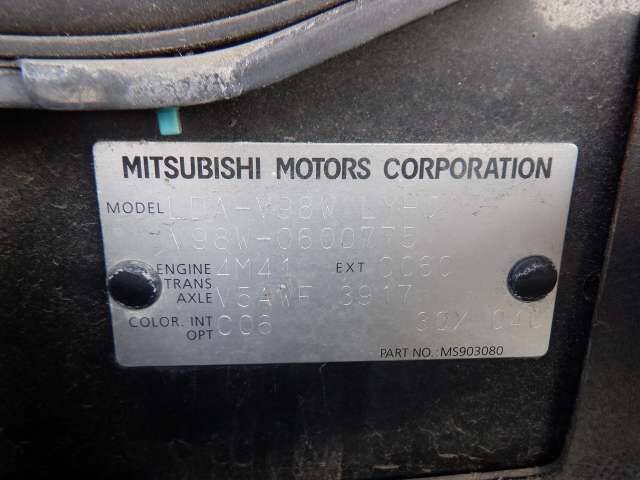 MITSUBISHI MOTORS CORPORATION
MODEL LDA-V98W
V98W-0600775
ENGINE 4M41 EXT
TRANS AXLE V5AWF 3917
COLOR. INT OPT C06
PART NO.: MS903080